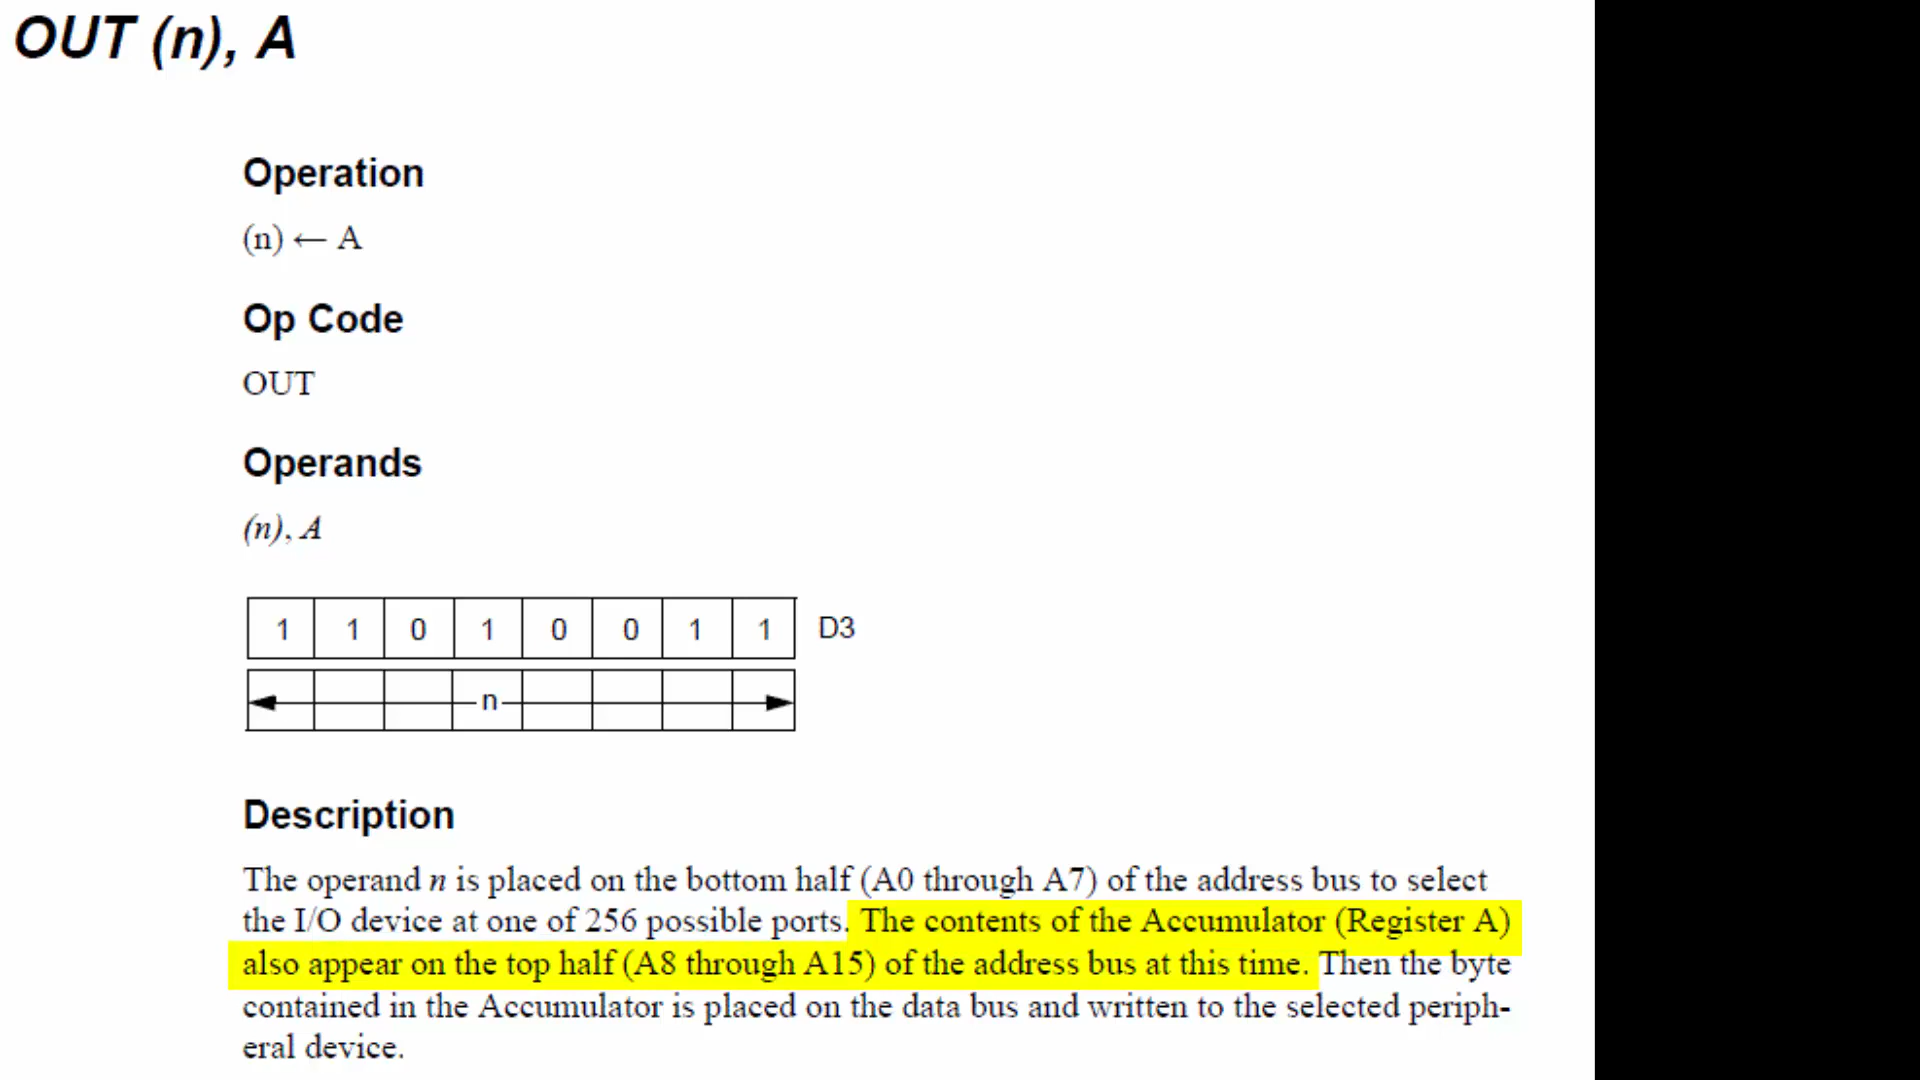 OUT (n), A
Operation
(n) ← A
Op Code
OUT
Operands
(n), A
1 1 0 1 0 0 1 1 D3
n
Description
The operand n is placed on the bottom half (A0 through A7) of the address bus to select
the I/O device at one of 256 possible ports. The contents of the Accumulator (Register A)
also appear on the top half (A8 through A15) of the address bus at this time. Then the byte
contained in the Accumulator is placed on the data bus and written to the selected periph-
eral device.